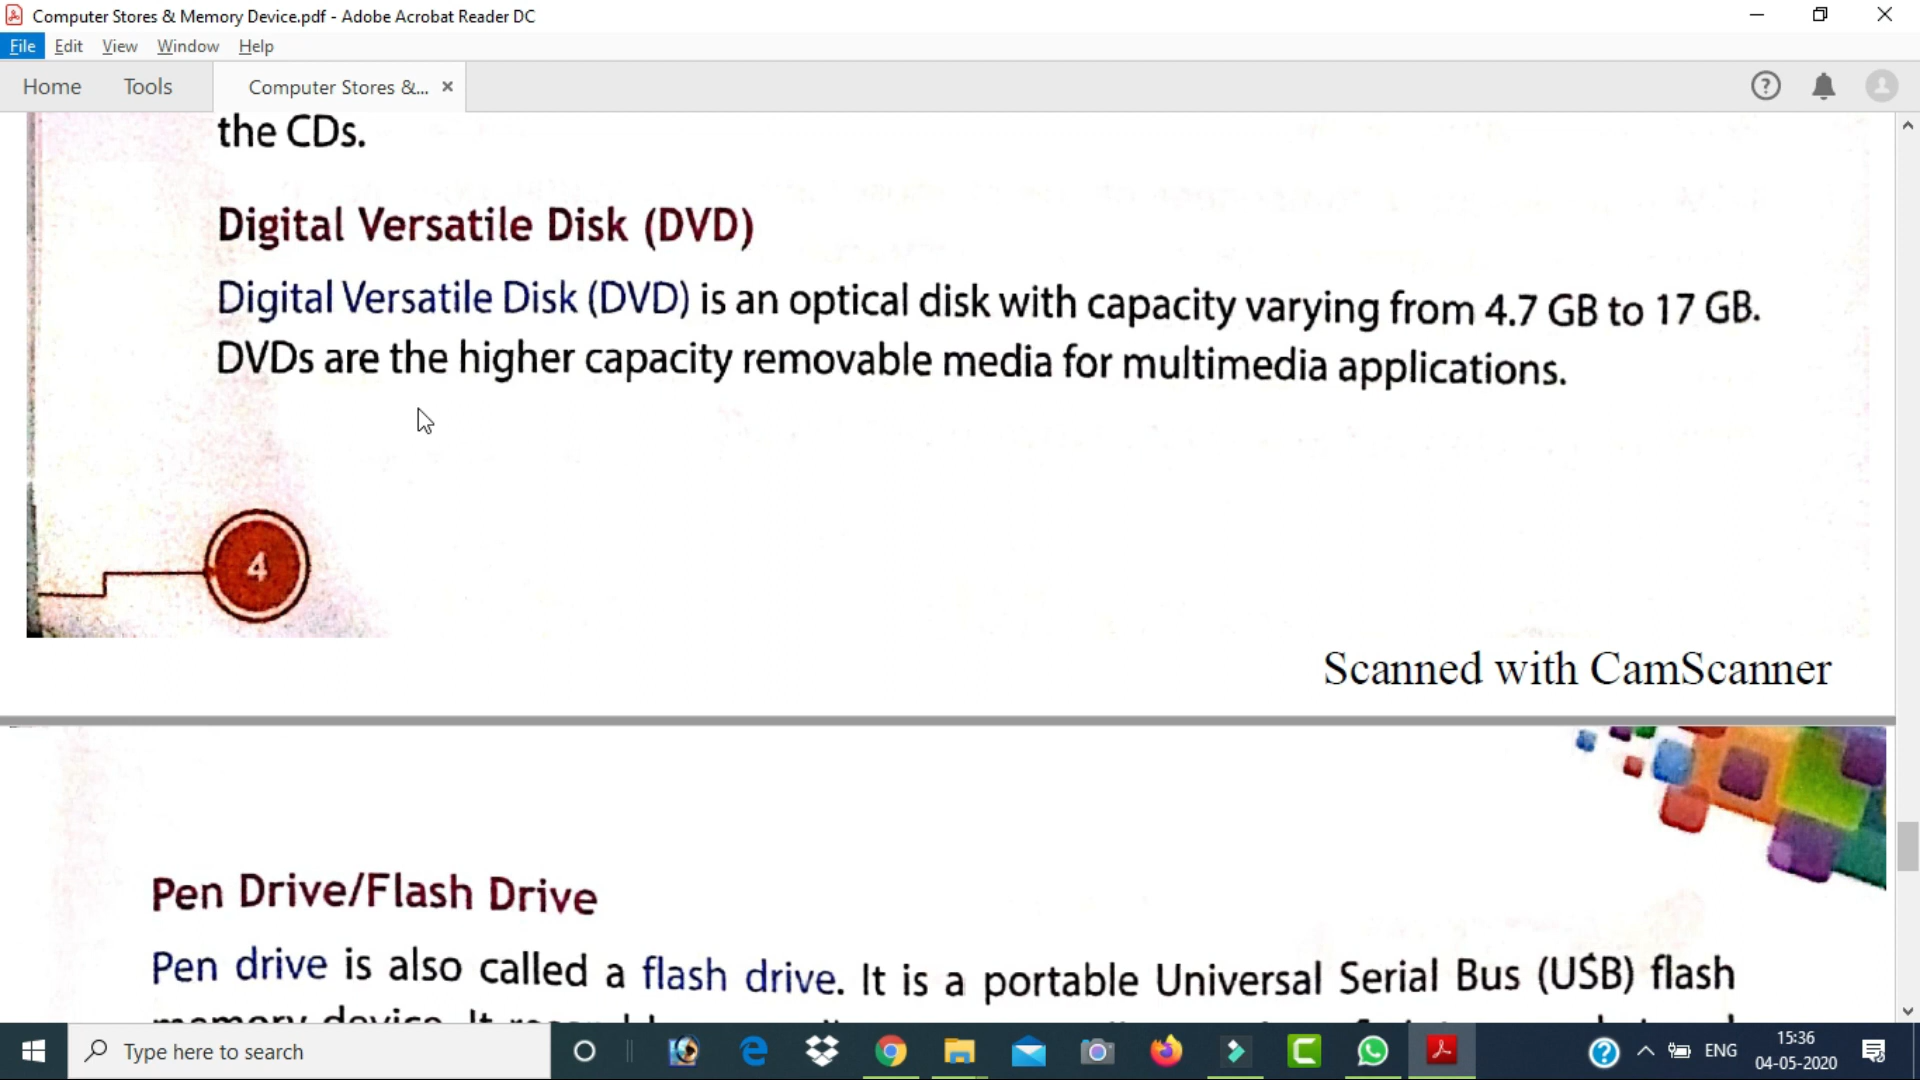 Computer Stores & Memory Device.pdf - Adobe Acrobat Reader DC
File Edit View Window Help
Home Tools Computer Stores &...
the CDs.
Digital Versatile Disk (DVD)
Digital Versatile Disk (DVD) is an optical disk with capacity varying from 4.7 GB to 17 GB.
DVDs are the higher capacity removable media for multimedia applications.
4
Scanned with CamScanner
Pen Drive/Flash Drive
Pen drive is also called a flash drive. It is a portable Universal Serial Bus (USB) flash
memory device. It
Type here to search
ENG
15:36
04-05-2020